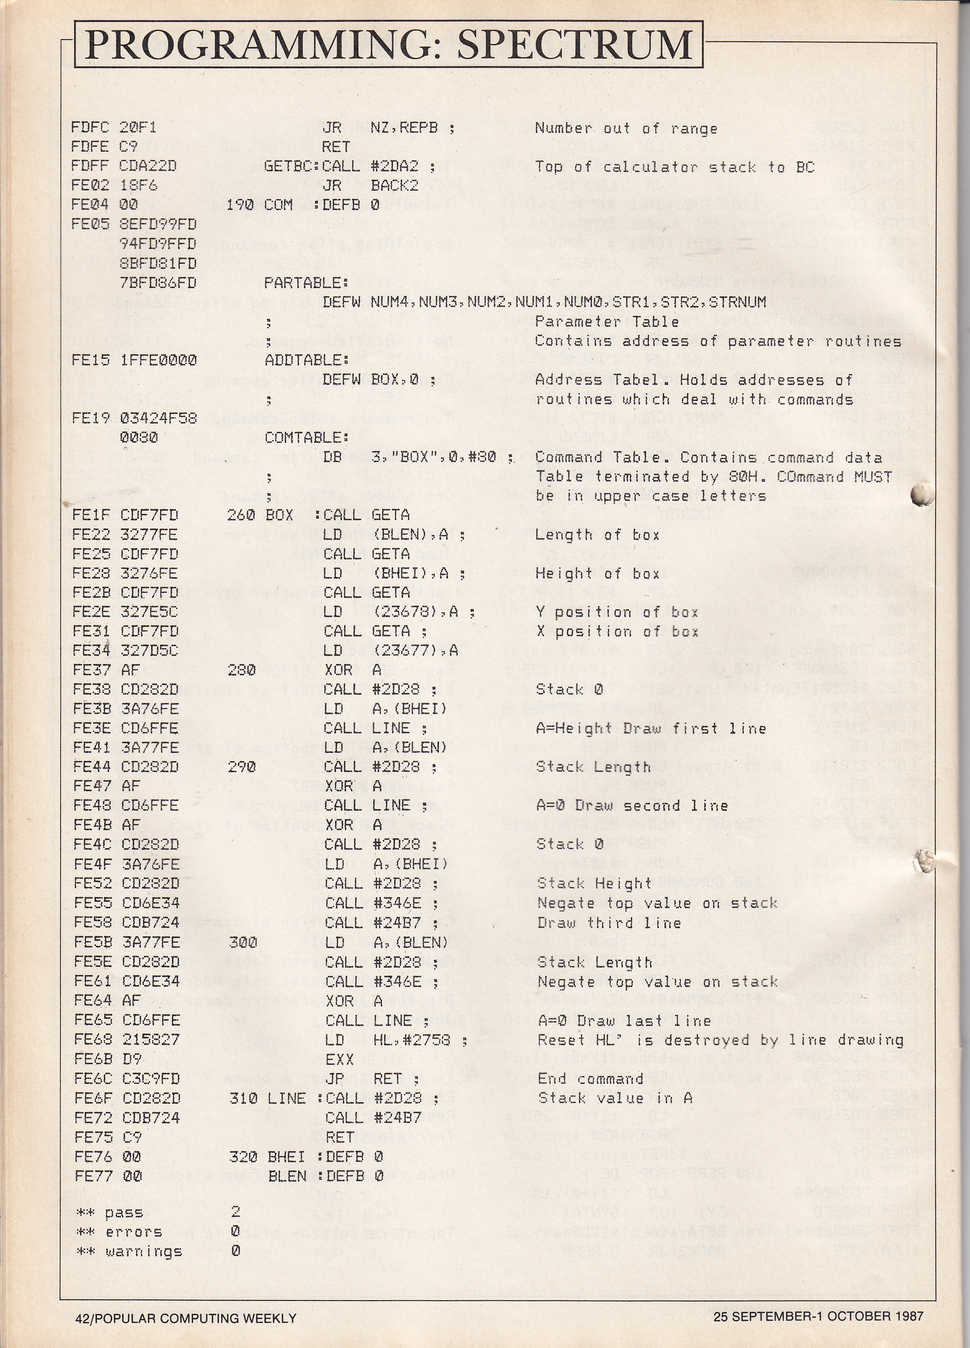 PROGRAMMING: SPECTRUM
FDFC 20F1 JR NZ,REPB ; Number out of range
FDFE C9 RET
FDFF CDA22D GETBC:CALL #2DA2 ; Top of calculator stack to BC
FE02 18F6 JR BACK2
FE04 00 190 COM :DEFB 0
FE05 8EFD99FD
94FD9FFD
8BFD81FD
7BFD86FD PARTABLE:
DEFW NUM4,NUM3,NUM2,NUM1,NUM0,STR1,STR2,STRNUM
; Parameter Table
; Contains address of parameter routines
FE15 1FFE0000 ADDTABLE:
DEFW BOX,0 ; Address Tabel. Holds addresses of
; routines which deal with commands
FE19 03424F58
0080 COMTABLE:
DB 3,"BOX",0,#80 ; Command Table. Contains command data
; Table terminated by 80H. COmmand MUST
; be in upper case letters
FE1F CDF7FD 260 BOX :CALL GETA
FE22 3277FE LD (BLEN),A ; Length of box
FE25 CDF7FD CALL GETA
FE28 3276FE LD (BHEI),A ; Height of box
FE2B CDF7FD CALL GETA
FE2E 327E5C LD (23678),A ; Y position of box
FE31 CDF7FD CALL GETA ; X position of box
FE34 327D5C LD (23677),A
FE37 AF 280 XOR A
FE38 CD282D CALL #2D28 ; Stack 0
FE3B 3A76FE LD A,(BHEI)
FE3E CD6FFE CALL LINE ; A=Height Draw first line
FE41 3A77FE LD A,(BLEN)
FE44 CD282D 290 CALL #2D28 ; Stack Length
FE47 AF XOR A
FE48 CD6FFE CALL LINE ; A=0 Draw second line
FE4B AF XOR A
FE4C CD282D CALL #2D28 ; Stack 0
FE4F 3A76FE LD A,(BHEI)
FE52 CD282D CALL #2D28 ; Stack Height
FE55 CD6E34 CALL #346E ; Negate top value on stack
FE58 CDB724 CALL #24B7 ; Draw third line
FE5B 3A77FE 300 LD A,(BLEN)
FE5E CD282D CALL #2D28 ; Stack Length
FE61 CD6E34 CALL #346E ; Negate top value on stack
FE64 AF XOR A
FE65 CD6FFE CALL LINE ; A=0 Draw last line
FE68 215827 LD HL,#2758 ; Reset HL' is destroyed by line drawing
FE6B D9 EXX
FE6C C3C9FD JP RET ; End command
FE6F CD282D 310 LINE :CALL #2D28 ; Stack value in A
FE72 CDB724 CALL #24B7
FE75 C9 RET
FE76 00 320 BHEI :DEFB 0
FE77 00 BLEN :DEFB 0
** pass 2
** errors 0
** warnings 0
42/POPULAR COMPUTING WEEKLY
25 SEPTEMBER-1 OCTOBER 1987